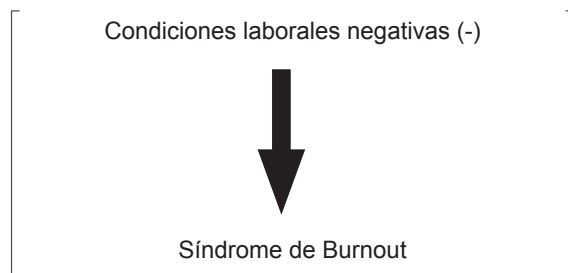 Condiciones laborales negativas (-)
Síndrome de Burnout